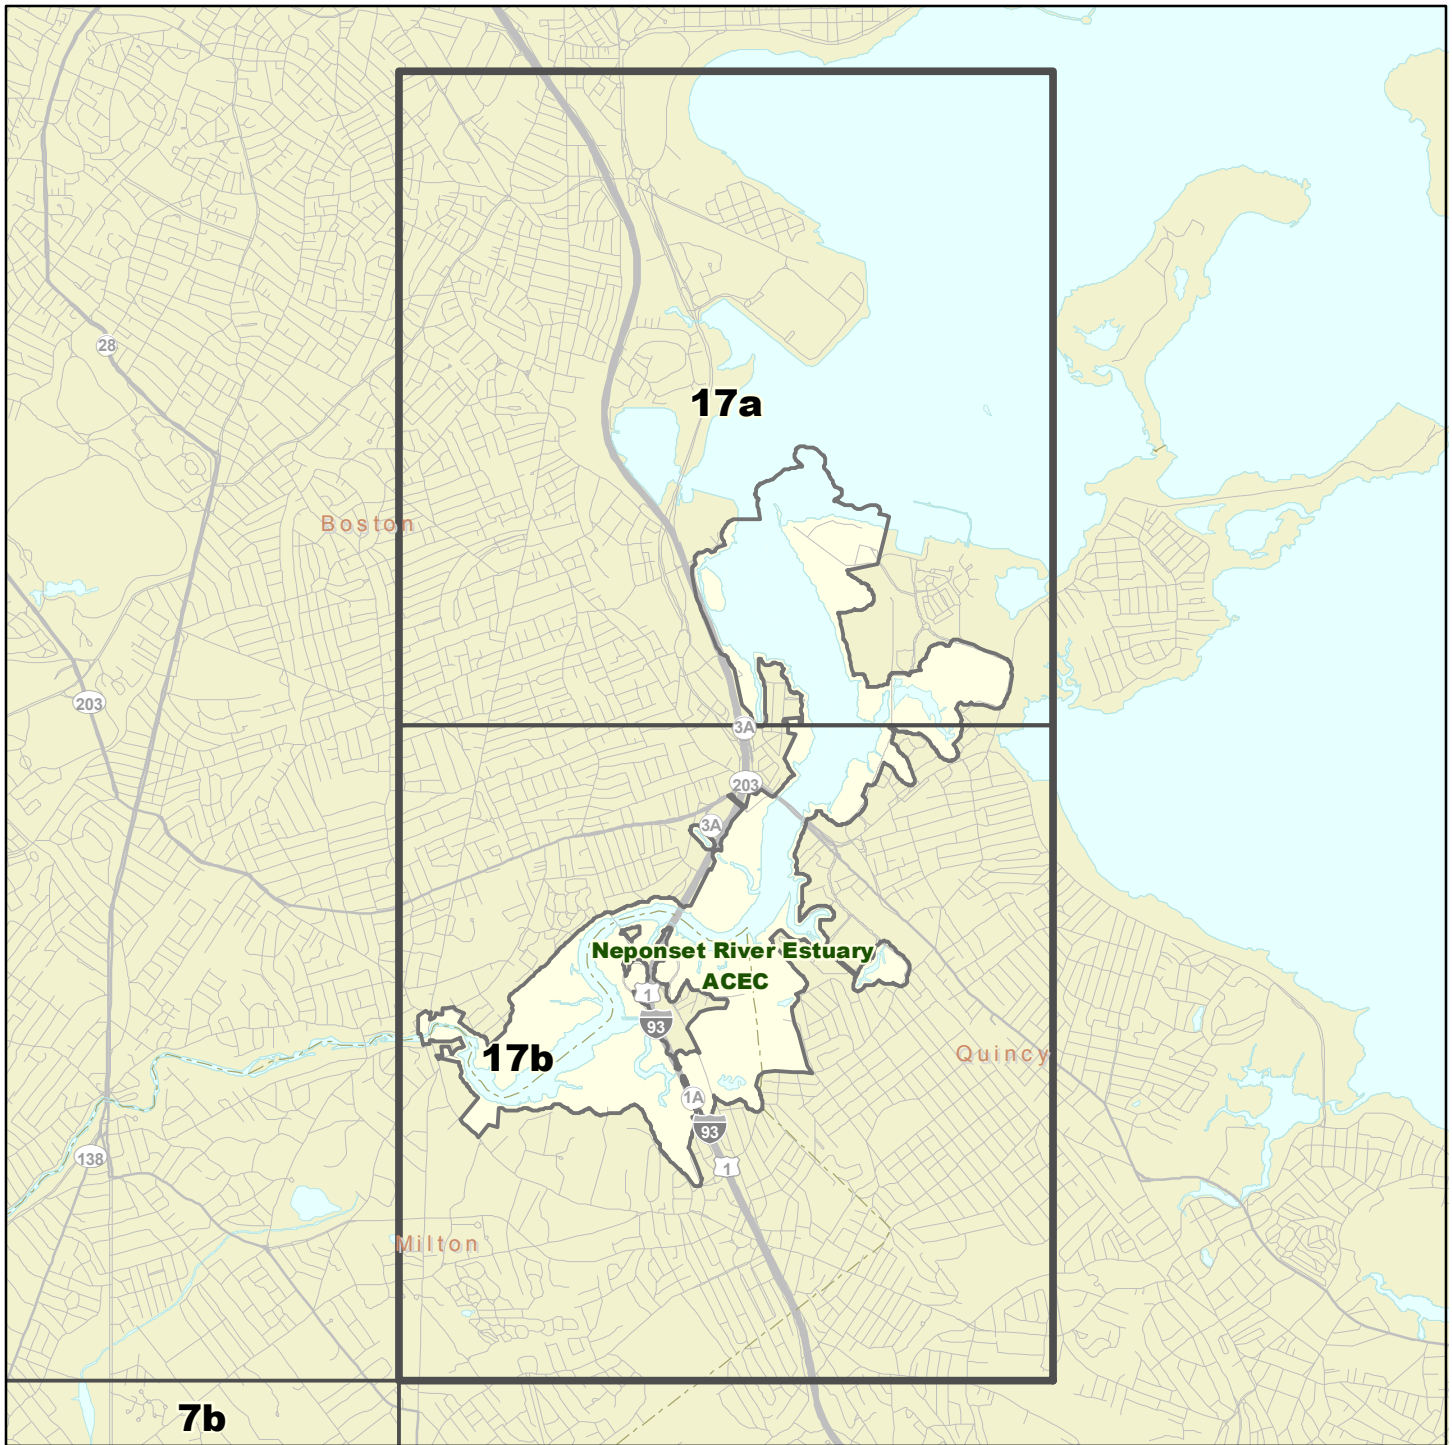 28
17a
Boston
203
3A
203
3A
Neponset River Estuary
ACEC
1
93
17b
Quincy
1A
93
138
1
Milton
7b